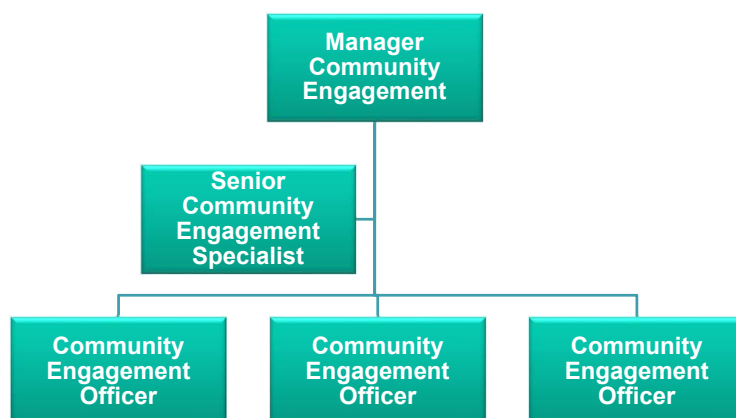 Manager
Community
Engagement
Senior
Community
Engagement
Specialist
Community
Engagement
Officer
Community
Engagement
Officer
Community
Engagement
Officer